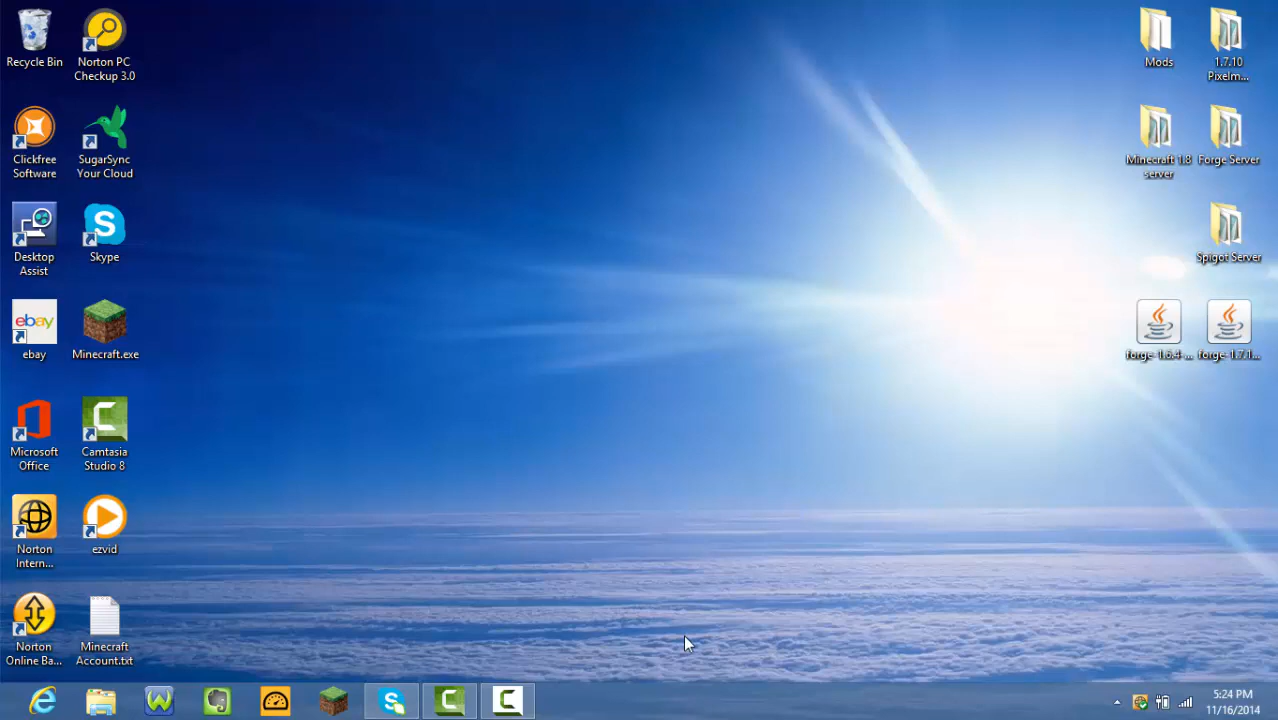 Recycle Bin
Norton PC
Checkup 3.0
Clickfree
Software
SugarSync
Your Cloud
Desktop
Assist
S
Skype
ebay
ebay
Minecraft.exe
Microsoft
Office
C
Camtasia
Studio 8
Norton
Intern...
ezvid
Norton
Online Ba...
Minecraft
Account.txt
Mods
1.7.10
Pixelm...
Minecraft 1.8
server
Forge Server
Spigot Server
forge-1.6.4-...
forge-1.7.1...
W
S
C
C
5:24 PM
11/16/2014